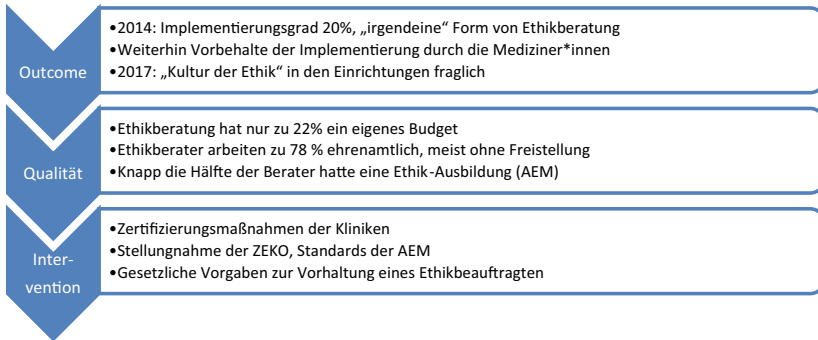 Outcome
•2014: Implementierungsgrad 20%, „irgendeine“ Form von Ethikberatung
•Weiterhin Vorbehalte der Implementierung durch die Mediziner*innen
•2017: „Kultur der Ethik“ in den Einrichtungen fraglich
Qualität
•Ethikberatung hat nur zu 22% ein eigenes Budget
•Ethikberater arbeiten zu 78 % ehrenamtlich, meist ohne Freistellung
•Knapp die Hälfte der Berater hatte eine Ethik-Ausbildung (AEM)
Inter-
vention
•Zertifizierungsmaßnahmen der Kliniken
•Stellungnahme der ZEKO, Standards der AEM
•Gesetzliche Vorgaben zur Vorhaltung eines Ethikbeauftragten